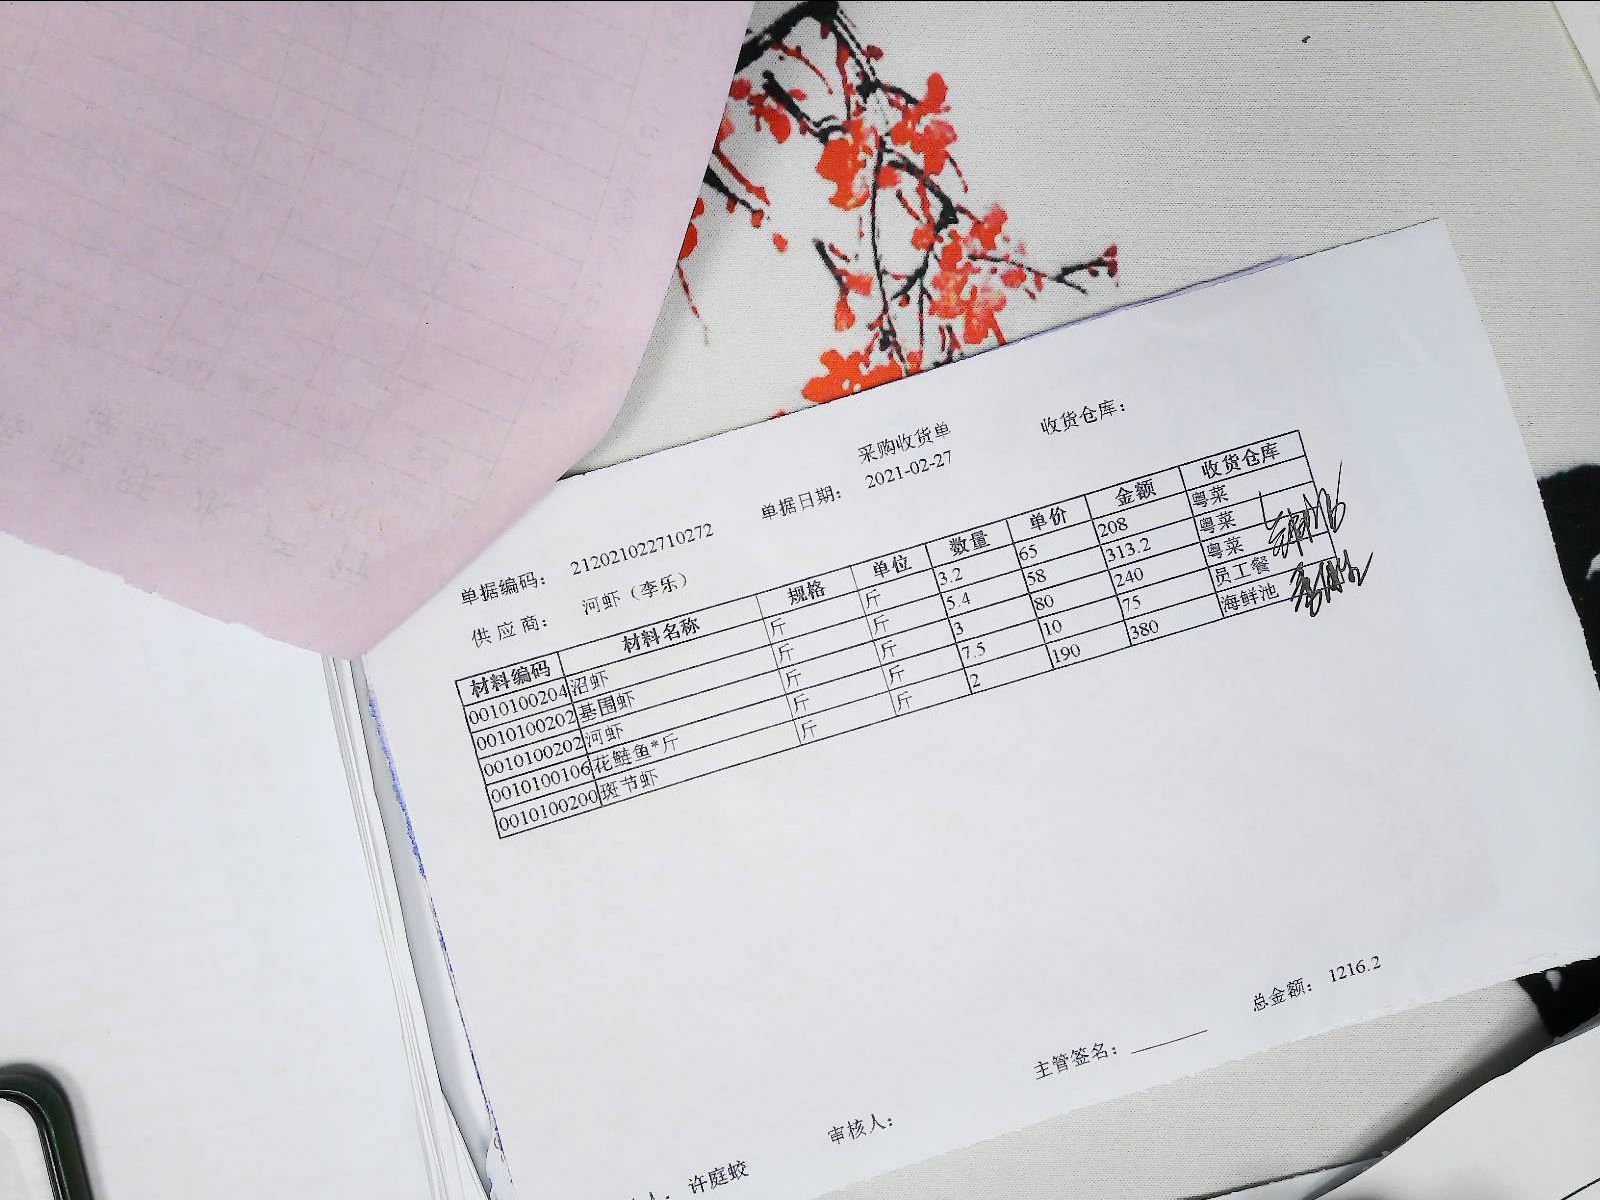 采购收货单
收货仓库：
单据编码： 212021022710272 单据日期： 2021-02-27
供 应 商： 河虾（李乐）
材料编码 材料名称 规格 单位 数量 单价 金额 收货仓库
0010100204 沼虾 斤 斤 3.2 65 208 粤菜
0010100202 基围虾 斤 斤 5.4 58 313.2 粤菜
0010100202 河虾 斤 斤 3 80 240 粤菜
0010100106 花鲢鱼*斤 斤 斤 7.5 10 75 员工餐
0010100200 斑节虾 斤 斤 2 190 380 海鲜池
总金额： 1216.2
主管签名：
审核人：
人： 许庭蛟